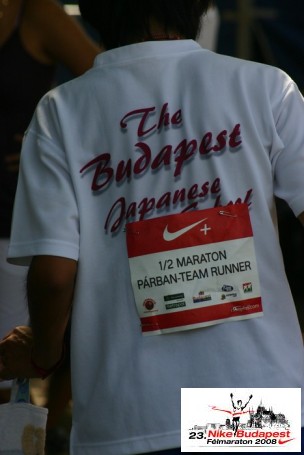 The
Budapest
Japanese
+
1/2 MARATON
PÁRBAN-TEAM RUNNER
23. Nike Budapest
Félmaraton 2008